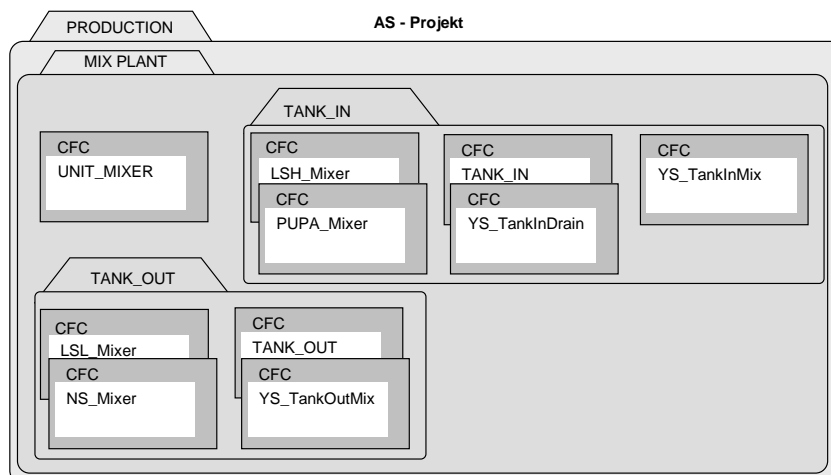 AS - Projekt
PRODUCTION
MIX PLANT
TANK_IN
CFC
UNIT_MIXER
CFC
LSH_Mixer
CFC
PUPA_Mixer
CFC
TANK_IN
CFC
YS_TankInDrain
CFC
YS_TankInMix
TANK_OUT
CFC
LSL_Mixer
CFC
NS_Mixer
CFC
TANK_OUT
CFC
YS_TankOutMix